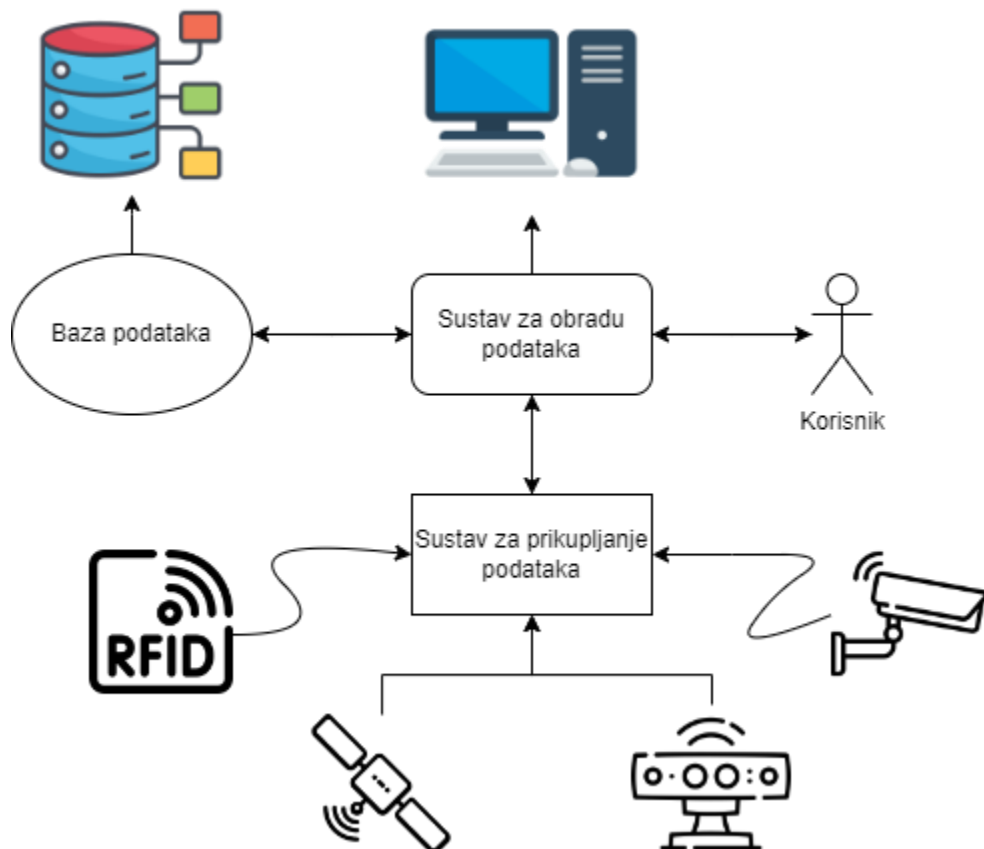 Baza podataka
Sustav za obradu
podataka
Korisnik
Sustav za prikupljanje
podataka
RFID